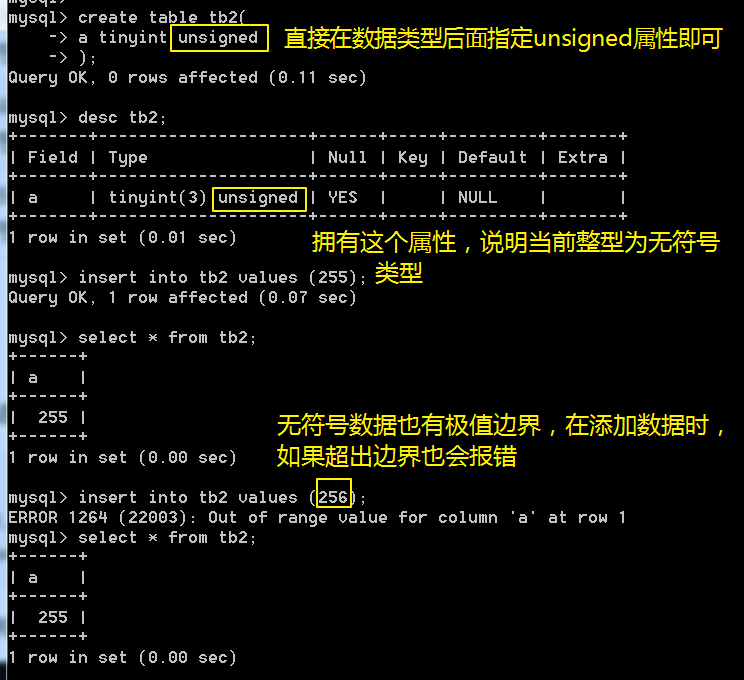 mysql> create table tb2(
    -> a tinyint unsigned 直接在数据类型后面指定unsigned属性即可
    -> );
Query OK, 0 rows affected (0.11 sec)
mysql> desc tb2;
+-------+---------------------+------+-----+---------+-------+
| Field | Type                | Null | Key | Default | Extra |
+-------+---------------------+------+-----+---------+-------+
| a     | tinyint(3) unsigned | YES  |     | NULL    |       |
+-------+---------------------+------+-----+---------+-------+
1 row in set (0.01 sec)
拥有这个属性，说明当前整型为无符号
类型
mysql> insert into tb2 values (255);
Query OK, 1 row affected (0.07 sec)
mysql> select * from tb2;
+------+
| a    |
+------+
|  255 |
+------+
1 row in set (0.00 sec)
无符号数据也有极值边界，在添加数据时，
如果超出边界也会报错
mysql> insert into tb2 values (256);
ERROR 1264 (22003): Out of range value for column 'a' at row 1
mysql> select * from tb2;
+------+
| a    |
+------+
|  255 |
+------+
1 row in set (0.00 sec)